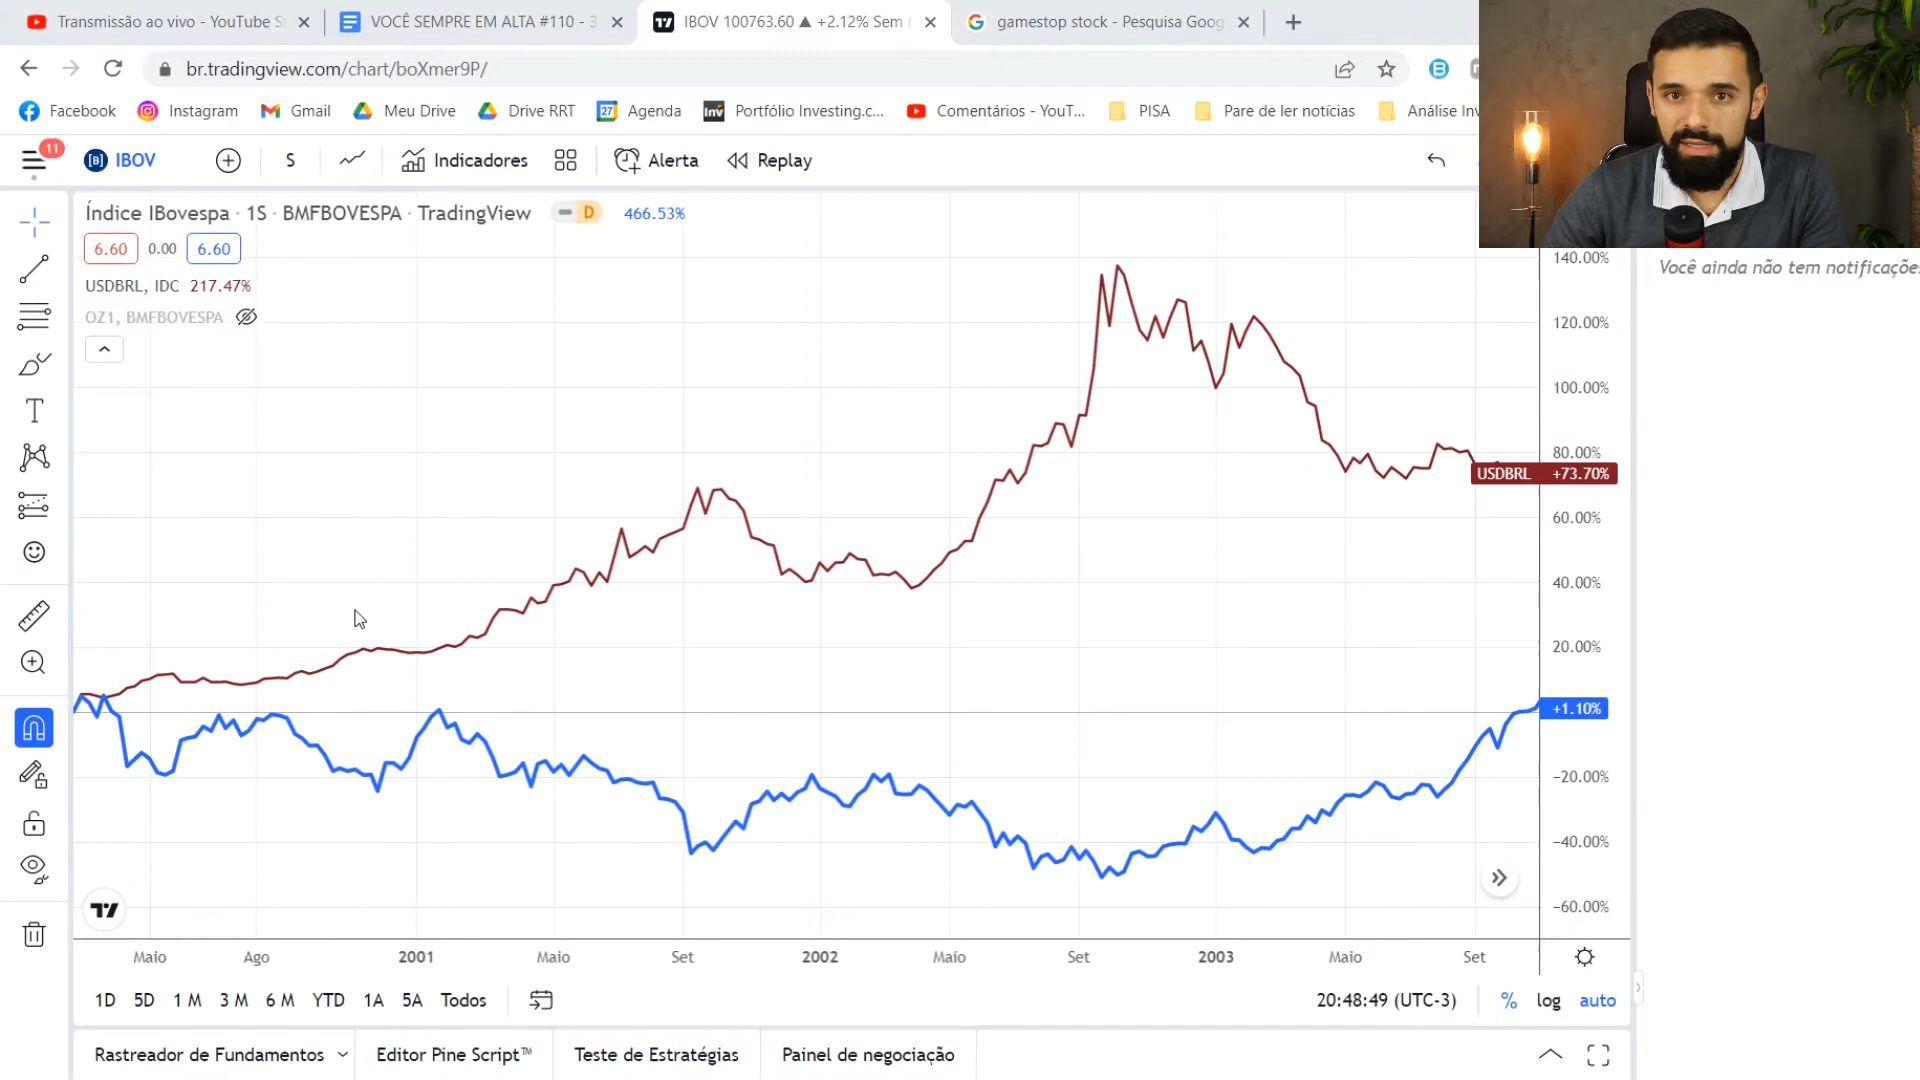 Transmissão ao vivo - YouTube S
VOCÊ SEMPRE EM ALTA #110 - 3
IBOV 100763.60 ▲ +2.12% Sem
gamestop stock - Pesquisa Goog
br.tradingview.com/chart/boXmer9P/
Facebook
Instagram
Gmail
Meu Drive
Drive RRT
27
Agenda
Inv
Portfólio Investing.c...
Comentários - YouT...
PISA
Pare de ler notícias
Análise Inv
11
IBOV
S
Indicadores
Alerta
Replay
Índice IBovespa · 1S · BMFBOVESPA · TradingView
D
466.53%
6.60
0.00
6.60
USDBRL, IDC 217.47%
OZ1, BMFBOVESPA
Você ainda não tem notificações
140.00%
120.00%
100.00%
80.00%
USDBRL +73.70%
60.00%
40.00%
20.00%
+1.10%
−20.00%
−40.00%
−60.00%
Maio
Ago
2001
Maio
Set
2002
Maio
Set
2003
Maio
Set
1D
5D
1 M
3 M
6 M
YTD
1A
5A
Todos
20:48:49 (UTC-3)
%
log
auto
Rastreador de Fundamentos
Editor Pine Script™
Teste de Estratégias
Painel de negociação